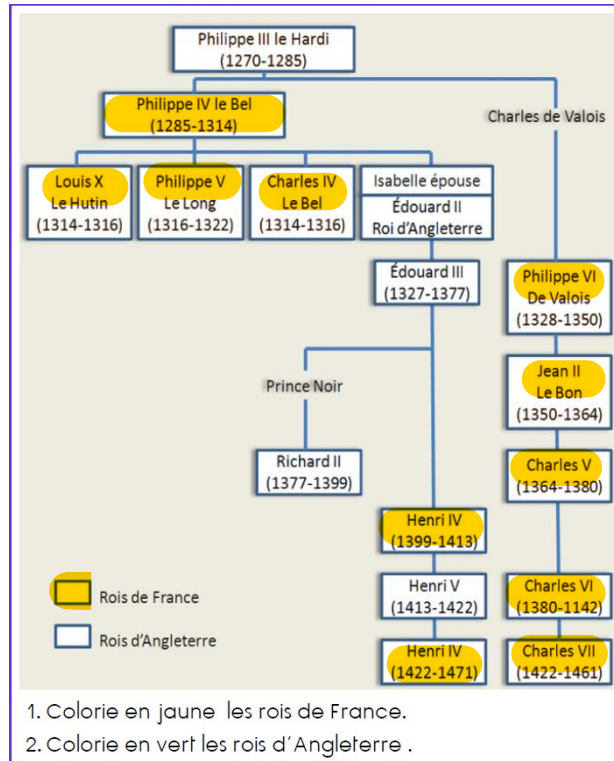 Philippe III le Hardi
(1270-1285)
Philippe IV le Bel
(1285-1314)
Charles de Valois
Louis X
Le Hutin
(1314-1316)
Philippe V
Le Long
(1316-1322)
Charles IV
Le Bel
(1314-1316)
Isabelle épouse
Édouard II
Roi d'Angleterre
Édouard III
(1327-1377)
Philippe VI
De Valois
(1328-1350)
Prince Noir
Jean II
Le Bon
(1350-1364)
Richard II
(1377-1399)
Charles V
(1364-1380)
Henri IV
(1399-1413)
Henri V
(1413-1422)
Charles VI
(1380-1142)
Henri IV
(1422-1471)
Charles VII
(1422-1461)
Rois de France
Rois d'Angleterre
1. Colorie en jaune les rois de France.
2. Colorie en vert les rois d'Angleterre .